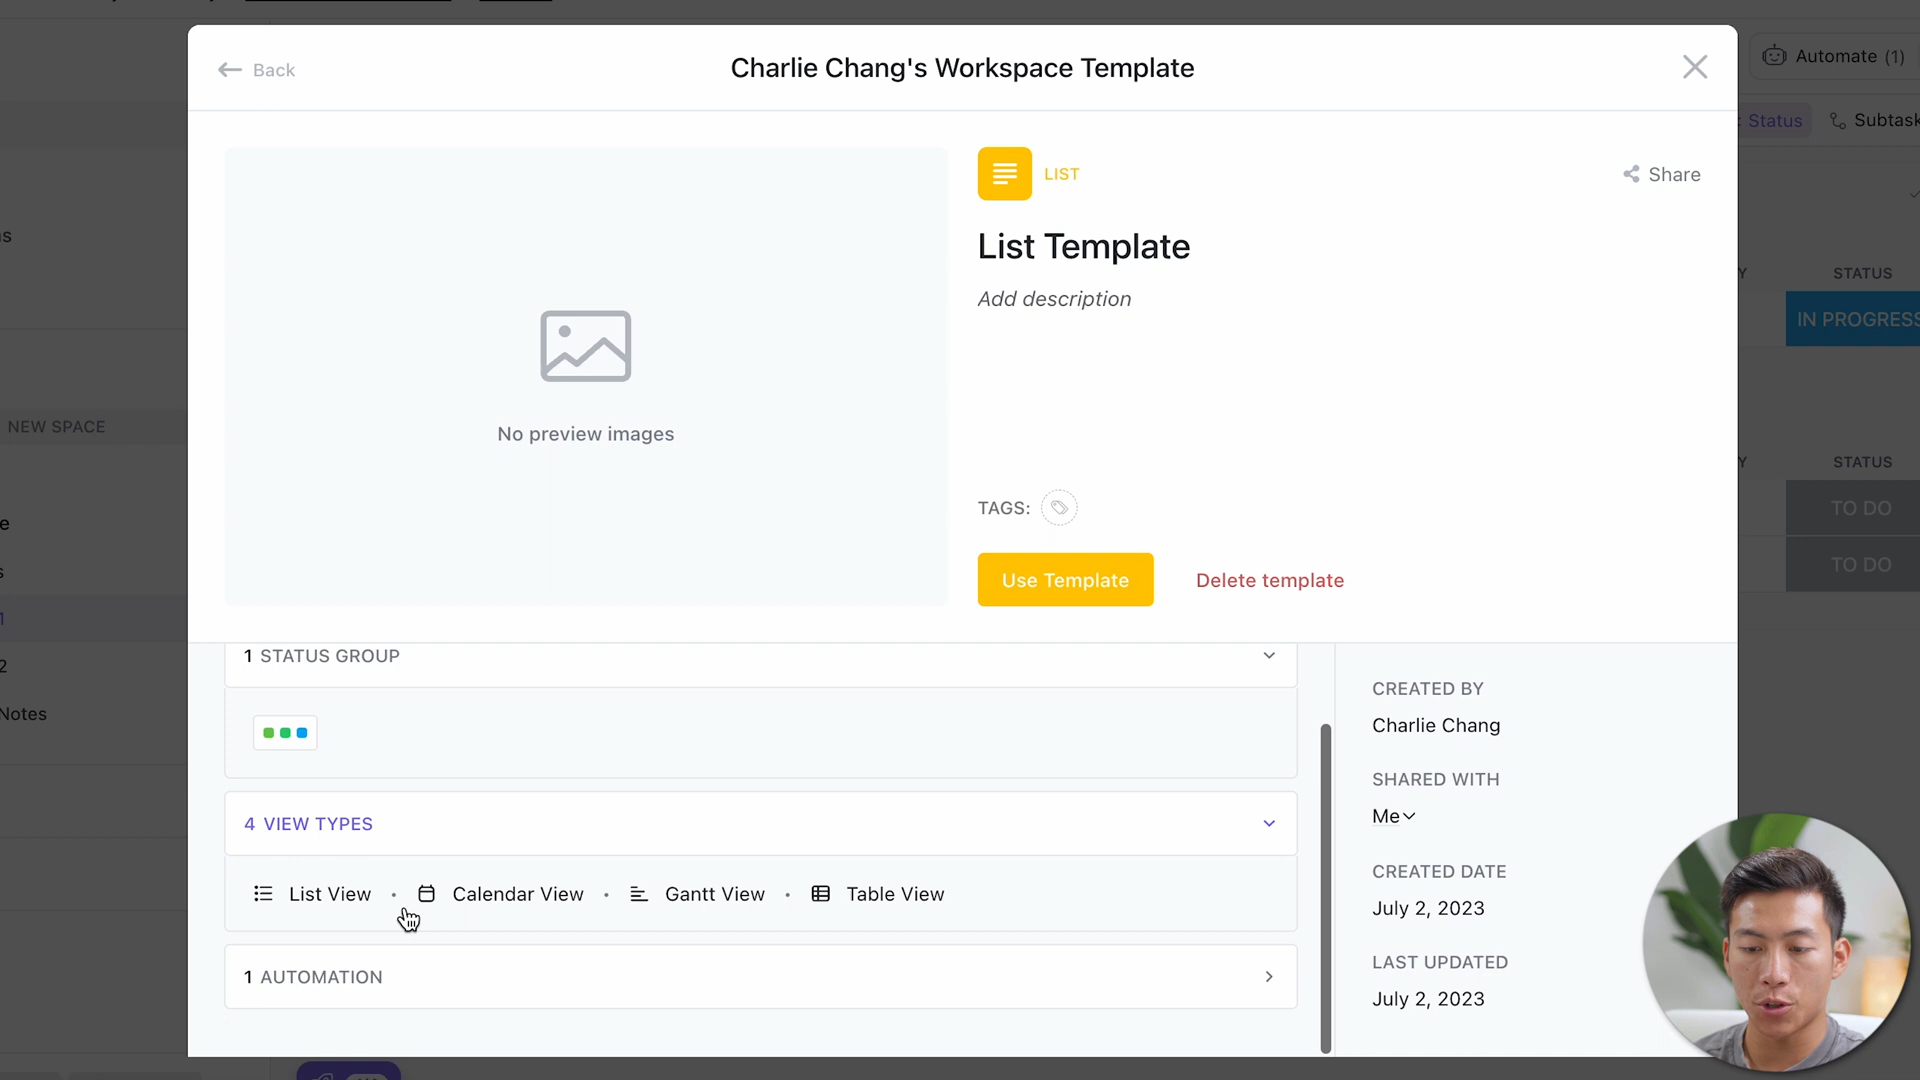 Back
Charlie Chang's Workspace Template
Automate (1)
Status
Subtask
LIST
Share
List Template
Add description
No preview images
STATUS
IN PROGRESS
NEW SPACE
STATUS
TAGS:
TO DO
Use Template
Delete template
TO DO
1 STATUS GROUP
CREATED BY
Notes
Charlie Chang
SHARED WITH
4 VIEW TYPES
Me
List View · Calendar View · Gantt View · Table View
CREATED DATE
July 2, 2023
1 AUTOMATION
LAST UPDATED
July 2, 2023